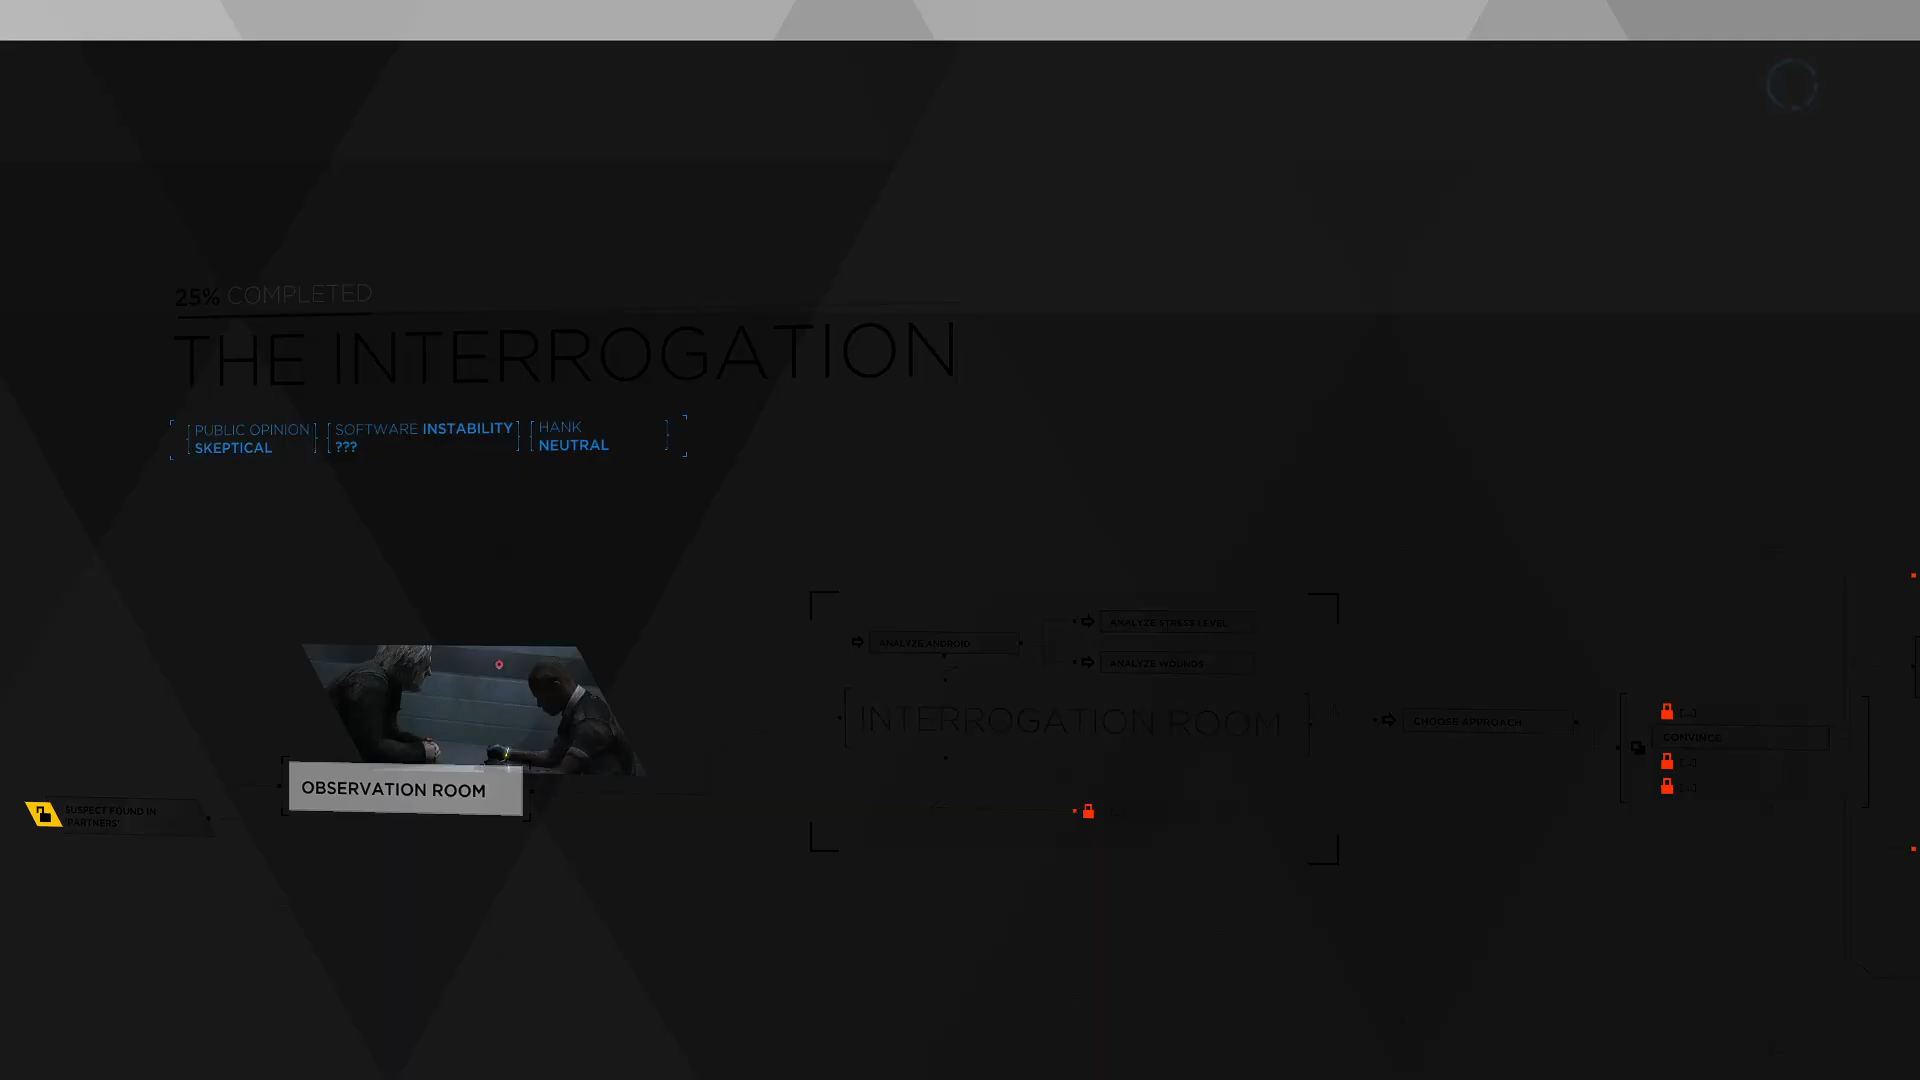 25% COMPLETED
THE INTERROGATION
PUBLIC OPINION
SKEPTICAL
SOFTWARE INSTABILITY
???
HANK
NEUTRAL
ANALYZE ANDROID
ANALYZE STRESS LEVEL
ANALYZE WOUNDS
INTERROGATION ROOM
CHOOSE APPROACH
[...]
CONVINCE
[...]
[...]
OBSERVATION ROOM
SUSPECT FOUND IN
'PARTNERS'